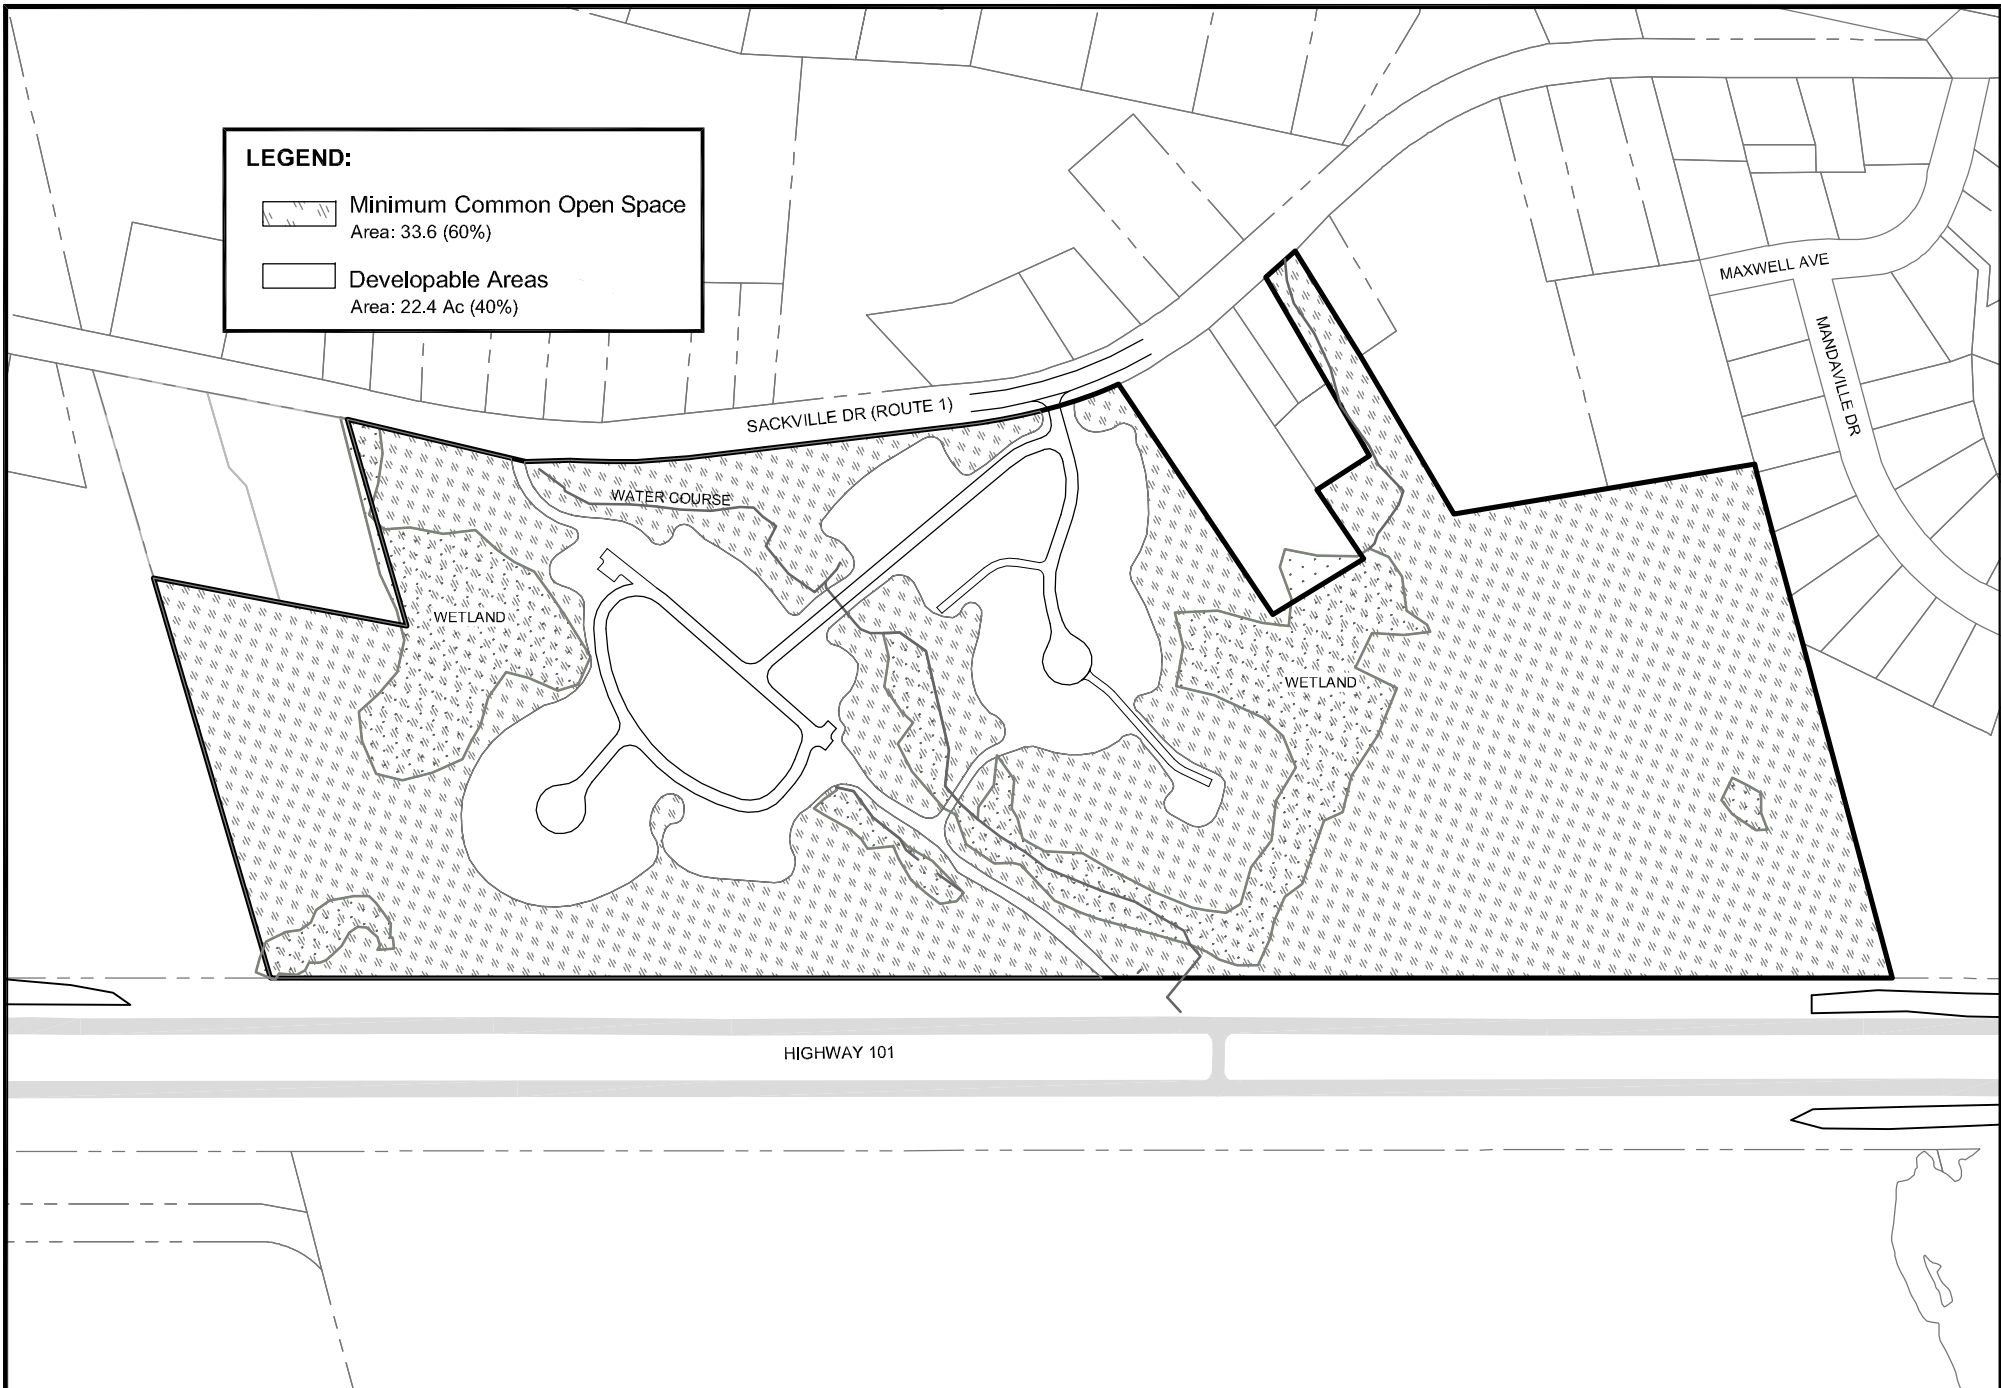 LEGEND:
Minimum Common Open Space
Area: 33.6 (60%)
Developable Areas
Area: 22.4 Ac (40%)
MAXWELL AVE
MANDAVILLE DR
SACKVILLE DR (ROUTE 1)
WATER COURSE
WETLAND
WETLAND
HIGHWAY 101